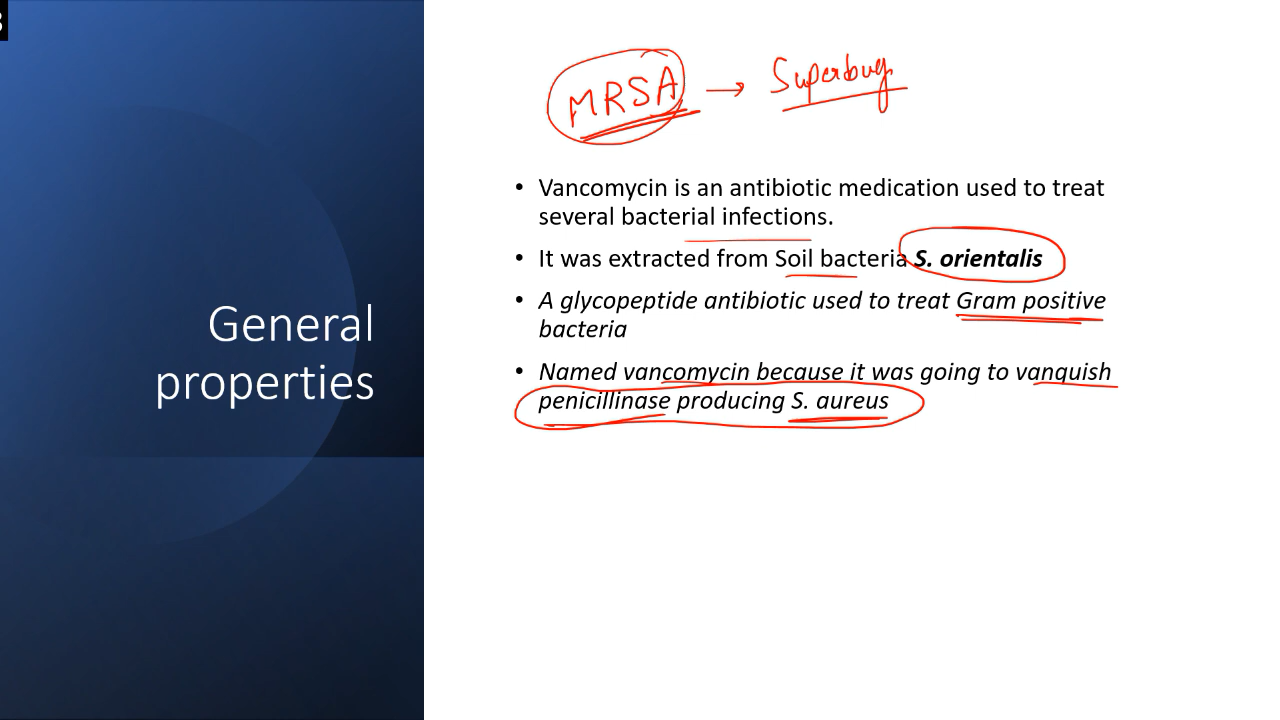 MRSA → Superbug
General
properties
• Vancomycin is an antibiotic medication used to treat
several bacterial infections.
• It was extracted from Soil bacteria S. orientalis
• A glycopeptide antibiotic used to treat Gram positive
bacteria
• Named vancomycin because it was going to vanquish
penicillinase producing S. aureus